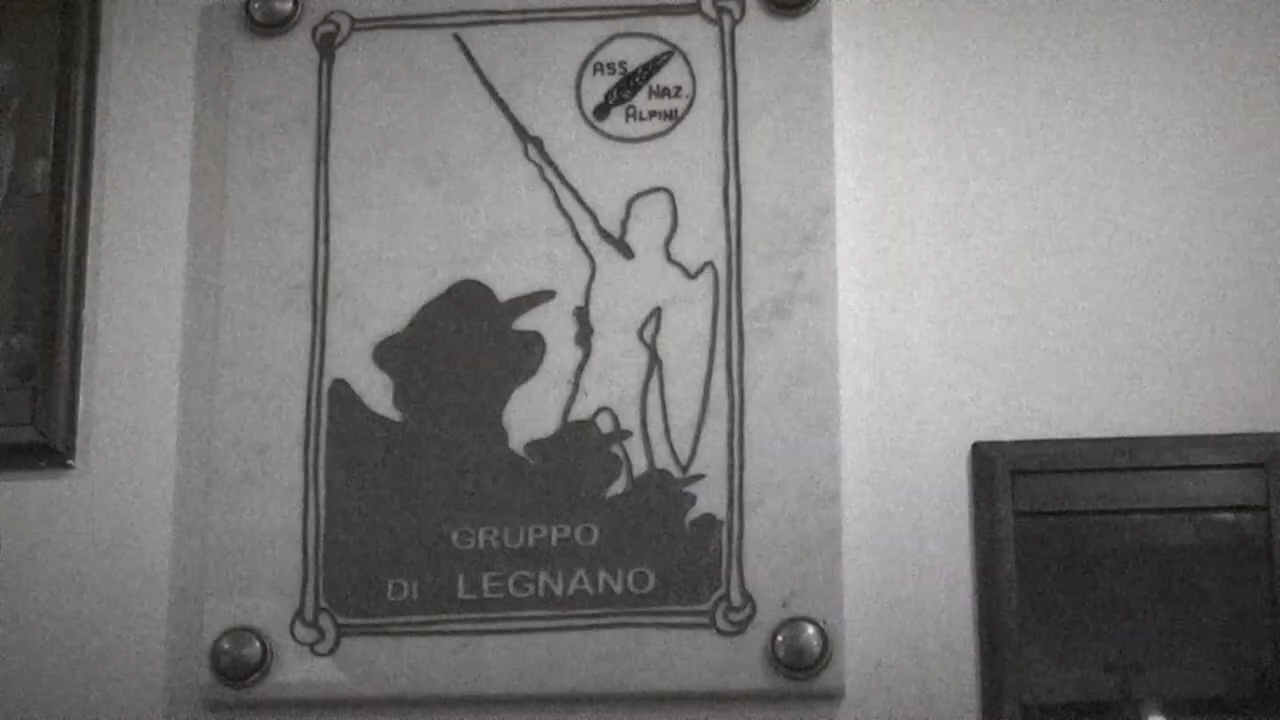 ASS.
NAZ.
ALPINI
GRUPPO
DI LEGNANO